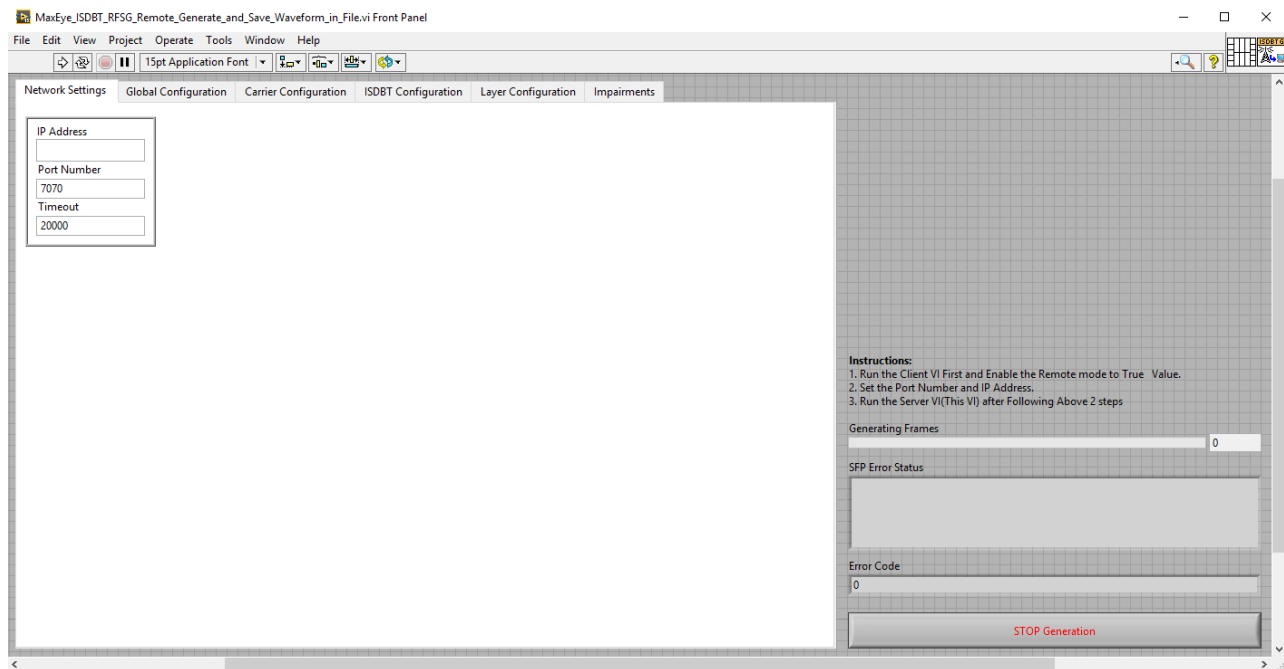 MaxEye_ISDBT_RFSG_Remote_Generate_and_Save_Waveform_in_File.vi Front Panel
File Edit View Project Operate Tools Window Help
15pt Application Font
ISDBT G
Network Settings Global Configuration Carrier Configuration ISDBT Configuration Layer Configuration Impairments
IP Address
Port Number
7070
Timeout
20000
Instructions:
1. Run the Client VI First and Enable the Remote mode to True Value.
2. Set the Port Number and IP Address.
3. Run the Server VI(This VI) after Following Above 2 steps
Generating Frames
0
SFP Error Status
Error Code
0
STOP Generation